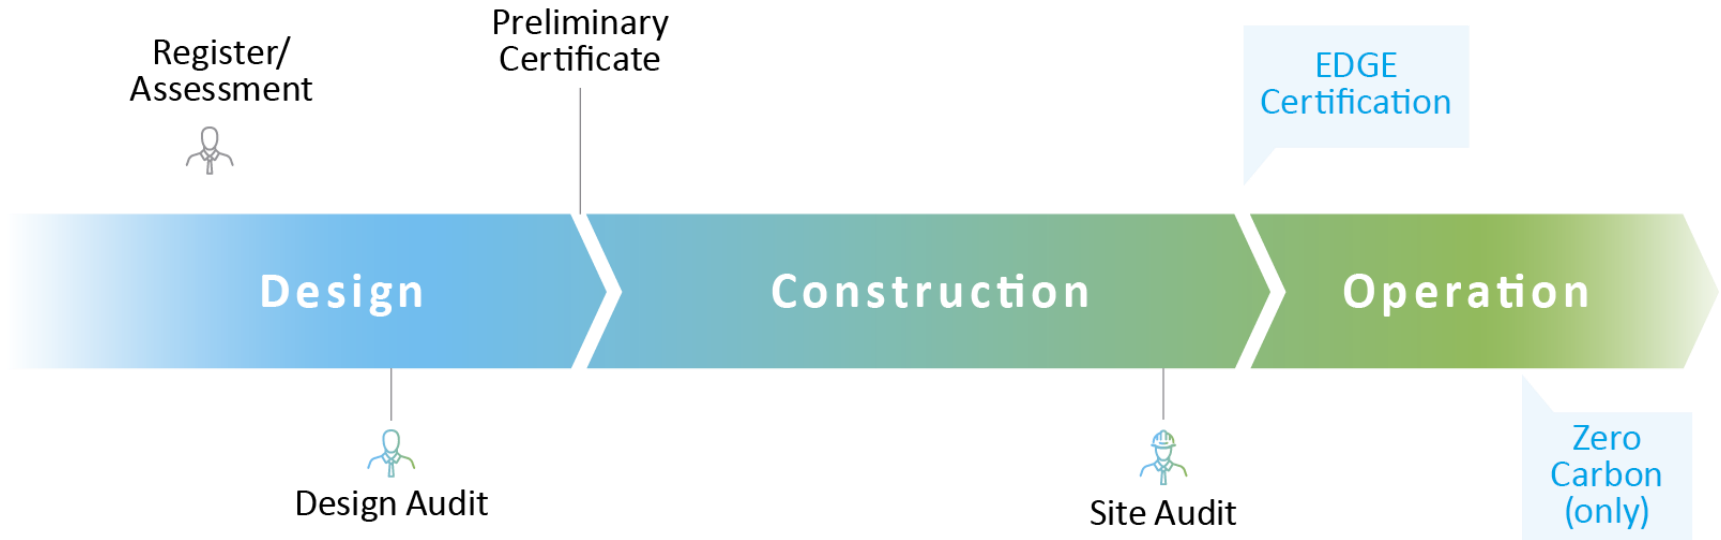 Register/
Assessment
Preliminary
Certificate
EDGE
Certification
Design
Construction
Operation
Design Audit
Site Audit
Zero
Carbon
(only)